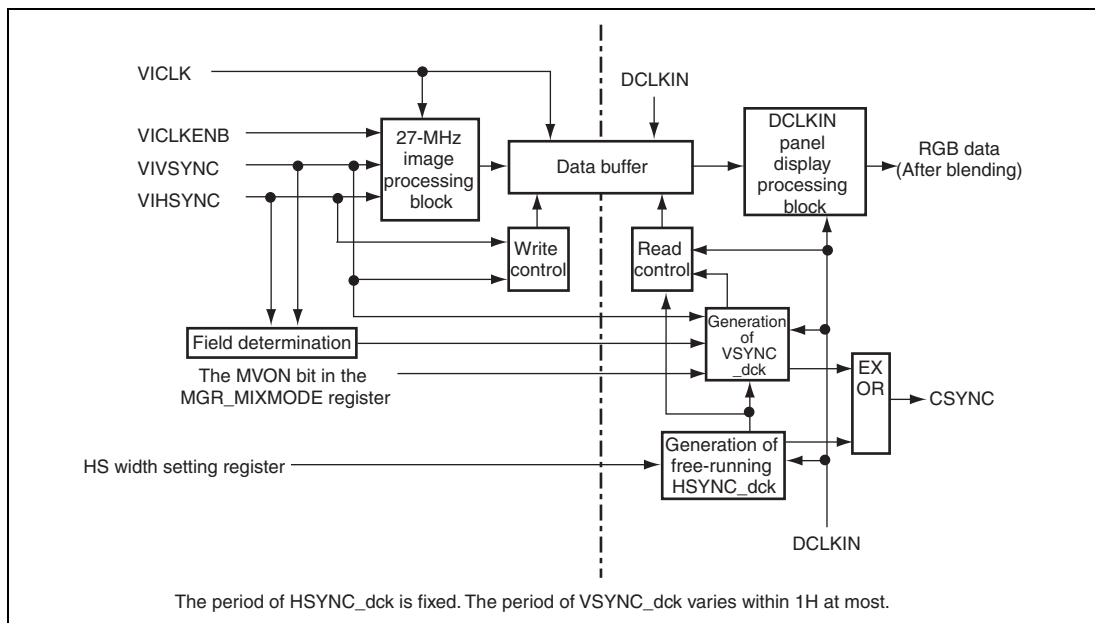 VICLK
VICLKENB
VIVSYNC
VIHSYNC
27-MHz
image
processing
block
DCLKIN
Data buffer
DCLKIN
panel
display
processing
block
RGB data
(After blending)
Write
control
Read
control
Field determination
Generation
of
VSYNC
_dck
The MVON bit in the
MGR_MIXMODE register
EX
OR
CSYNC
HS width setting register
Generation of
free-running
HSYNC_dck
DCLKIN
The period of HSYNC_dck is fixed. The period of VSYNC_dck varies within 1H at most.